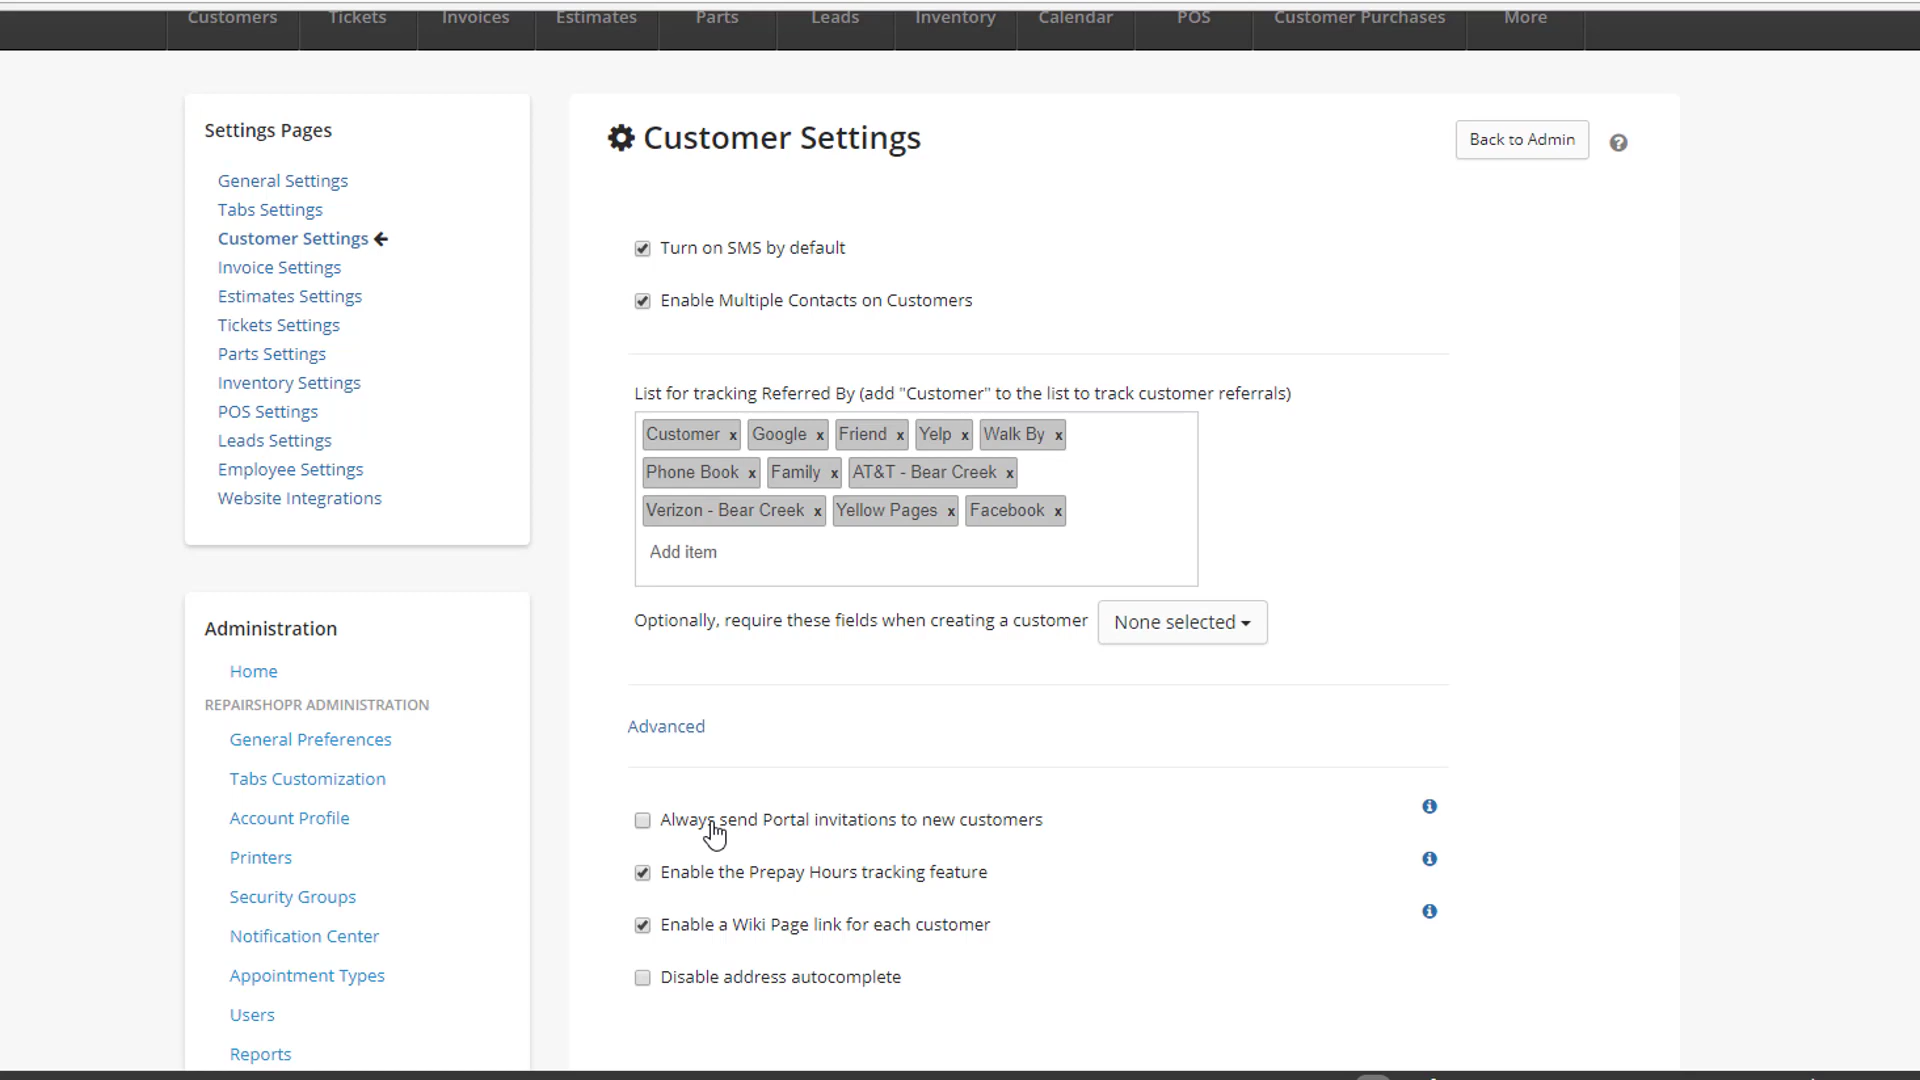 Customers Tickets Invoices Estimates Parts Leads Inventory Calendar POS Customer Purchases More
Settings Pages
General Settings
Tabs Settings
Customer Settings
Invoice Settings
Estimates Settings
Tickets Settings
Parts Settings
Inventory Settings
POS Settings
Leads Settings
Employee Settings
Website Integrations
Administration
Home
REPAIRSHOPR ADMINISTRATION
General Preferences
Tabs Customization
Account Profile
Printers
Security Groups
Notification Center
Appointment Types
Users
Reports
Customer Settings
Back to Admin
Turn on SMS by default
Enable Multiple Contacts on Customers
List for tracking Referred By (add "Customer" to the list to track customer referrals)
Customer x Google x Friend x Yelp x Walk By x
Phone Book x Family x AT&T - Bear Creek x
Verizon - Bear Creek x Yellow Pages x Facebook x
Add item
Optionally, require these fields when creating a customer None selected
Advanced
Always send Portal invitations to new customers
Enable the Prepay Hours tracking feature
Enable a Wiki Page link for each customer
Disable address autocomplete